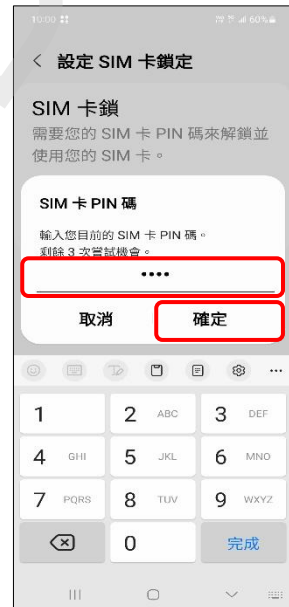 10:00
60%
設定 SIM 卡鎖定
SIM 卡鎖
需要您的 SIM 卡 PIN 碼來解鎖並
使用您的 SIM 卡。
SIM 卡 PIN 碼
輸入您目前的 SIM 卡 PIN 碼。
剩餘 3 次嘗試機會。
••••
取消 確定
1 2 ABC 3 DEF
4 GHI 5 JKL 6 MNO
7 PQRS 8 TUV 9 WXYZ
0 完成